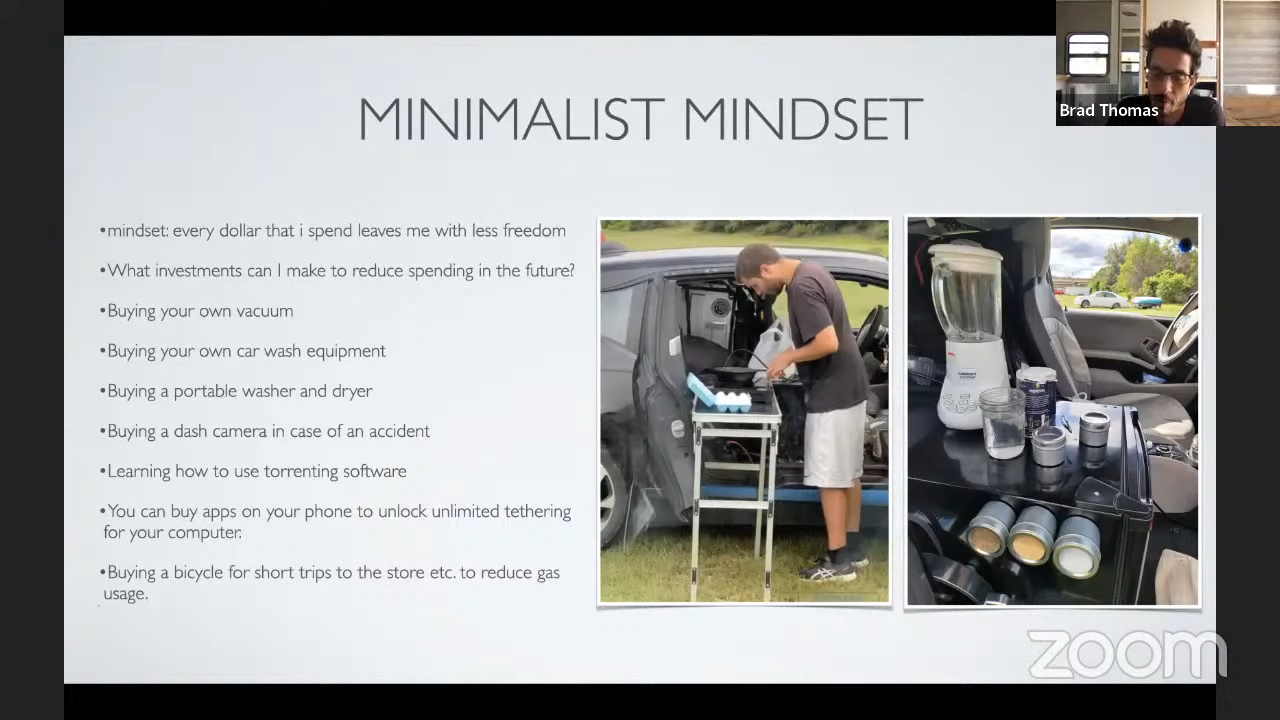 Brad Thomas
MINIMALIST MINDSET
•mindset: every dollar that i spend leaves me with less freedom
•What investments can I make to reduce spending in the future?
•Buying your own vacuum
•Buying your own car wash equipment
•Buying a portable washer and dryer
•Buying a dash camera in case of an accident
•Learning how to use torrenting software
•You can buy apps on your phone to unlock unlimited tethering
for your computer.
•Buying a bicycle for short trips to the store etc. to reduce gas
usage.
zoom